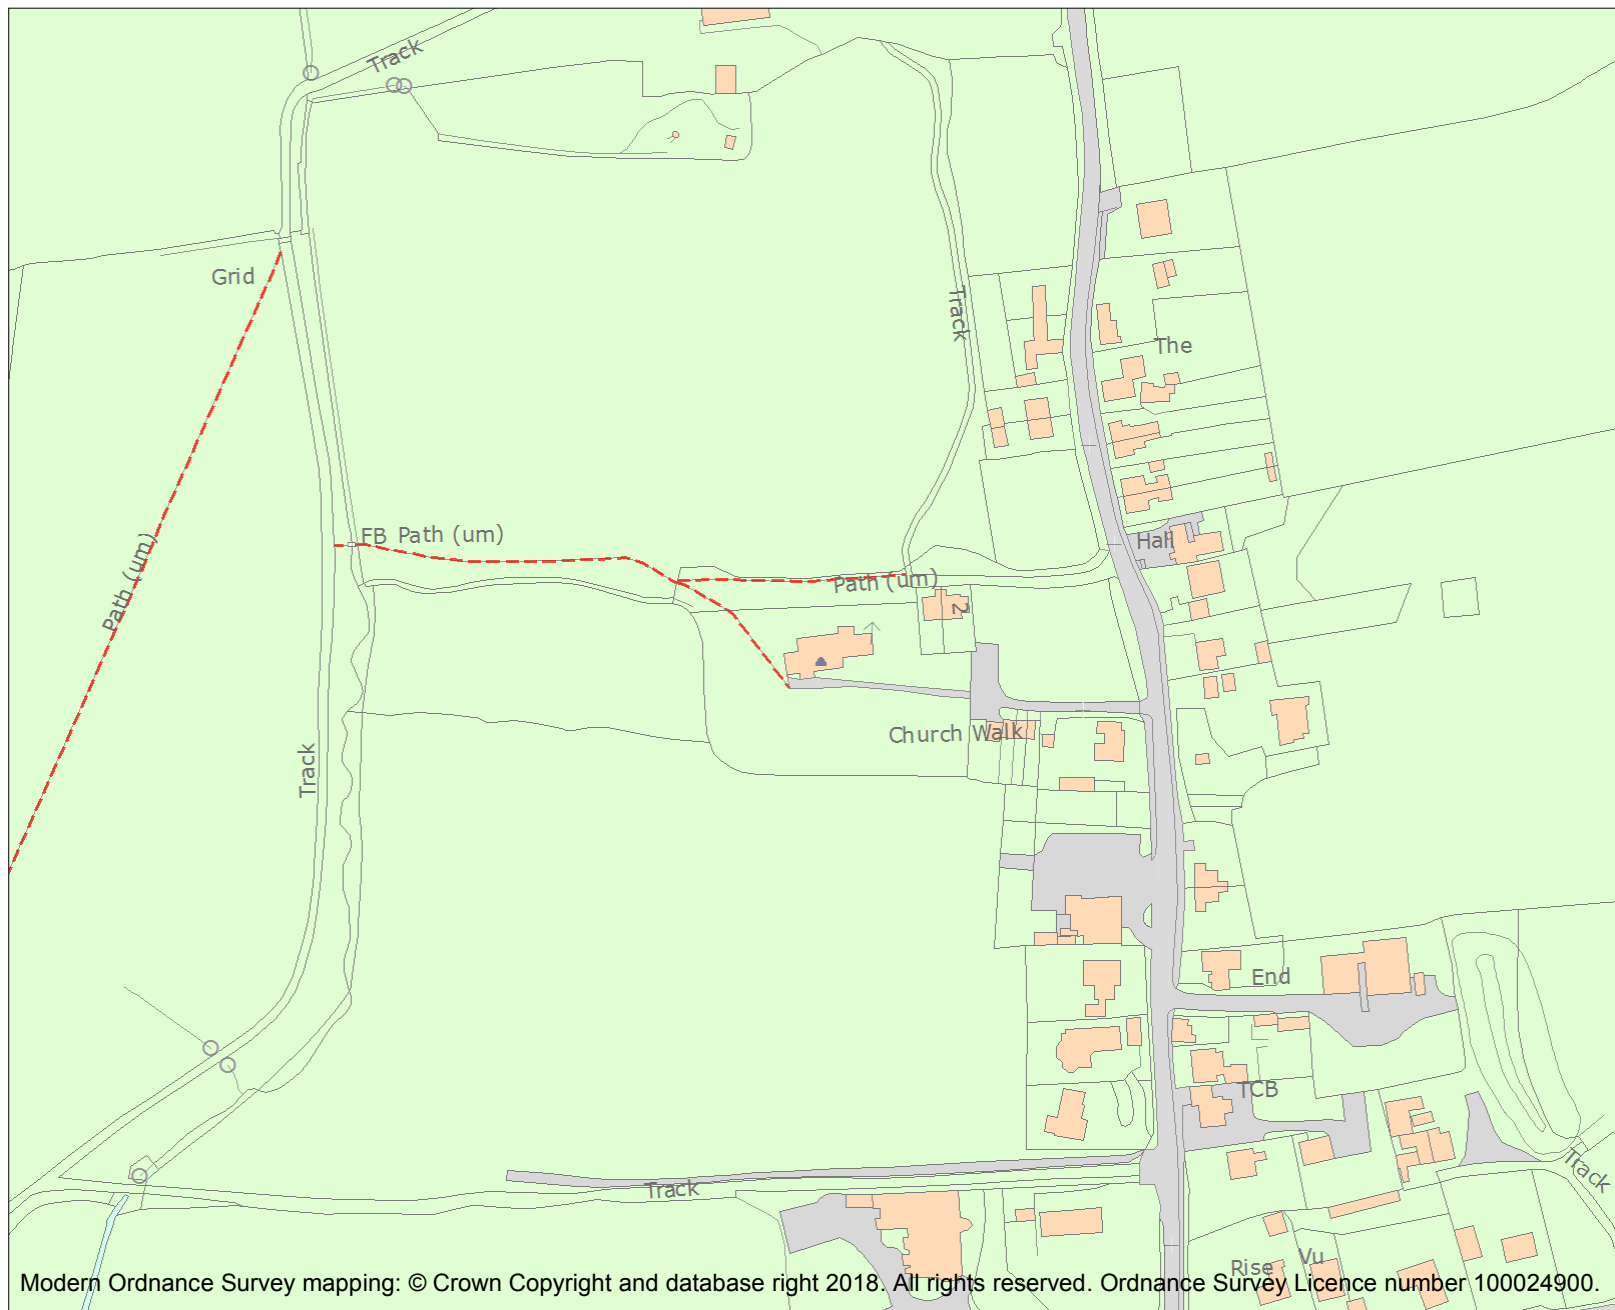 Track
Grid
Track
The
FB Path (um)
Hall
Path (um)
Path (um)
2
Church Walk
Track
End
TCB
Track
Track
Vu
Rise
Modern Ordnance Survey mapping: © Crown Copyright and database right 2018. All rights reserved. Ordnance Survey Licence number 100024900.